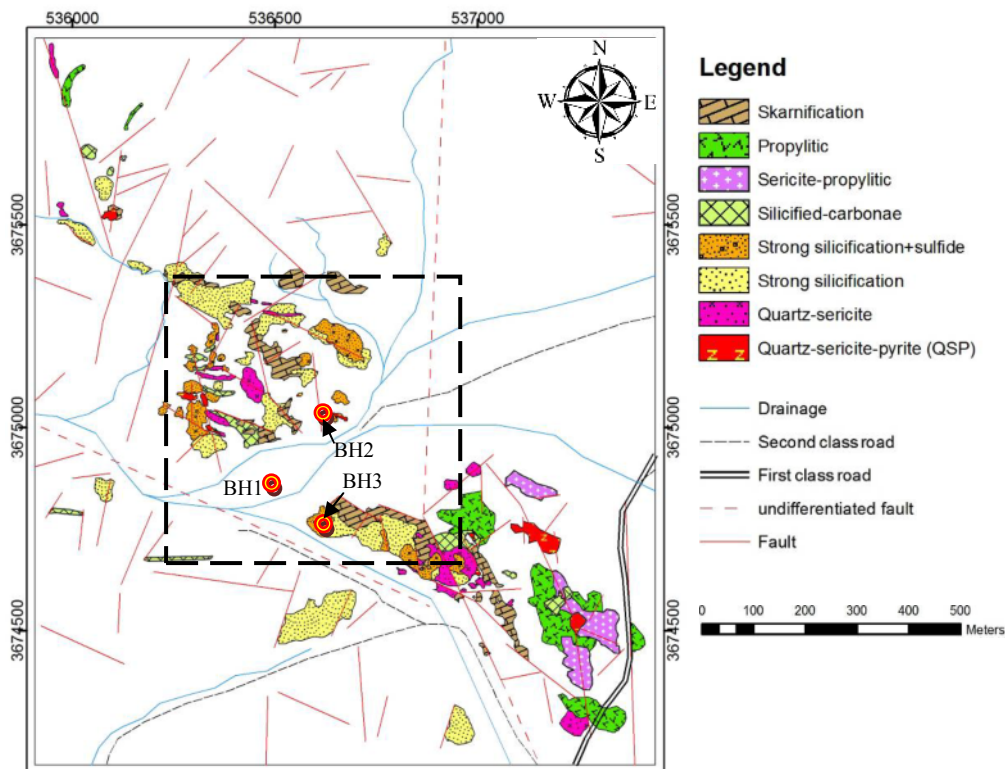 536000 536500 537000
N
W E
S
3675500 3675500
3675000 3675000
3674500 3674500
BH2
BH1 BH3
Legend
Skarnification
Propylitic
Sericite-propylitic
Silicified-carbonae
Strong silicification+sulfide
Strong silicification
Quartz-sericite
Quartz-sericite-pyrite (QSP)
Drainage
Second class road
First class road
undifferentiated fault
Fault
0 100 200 300 400 500
Meters